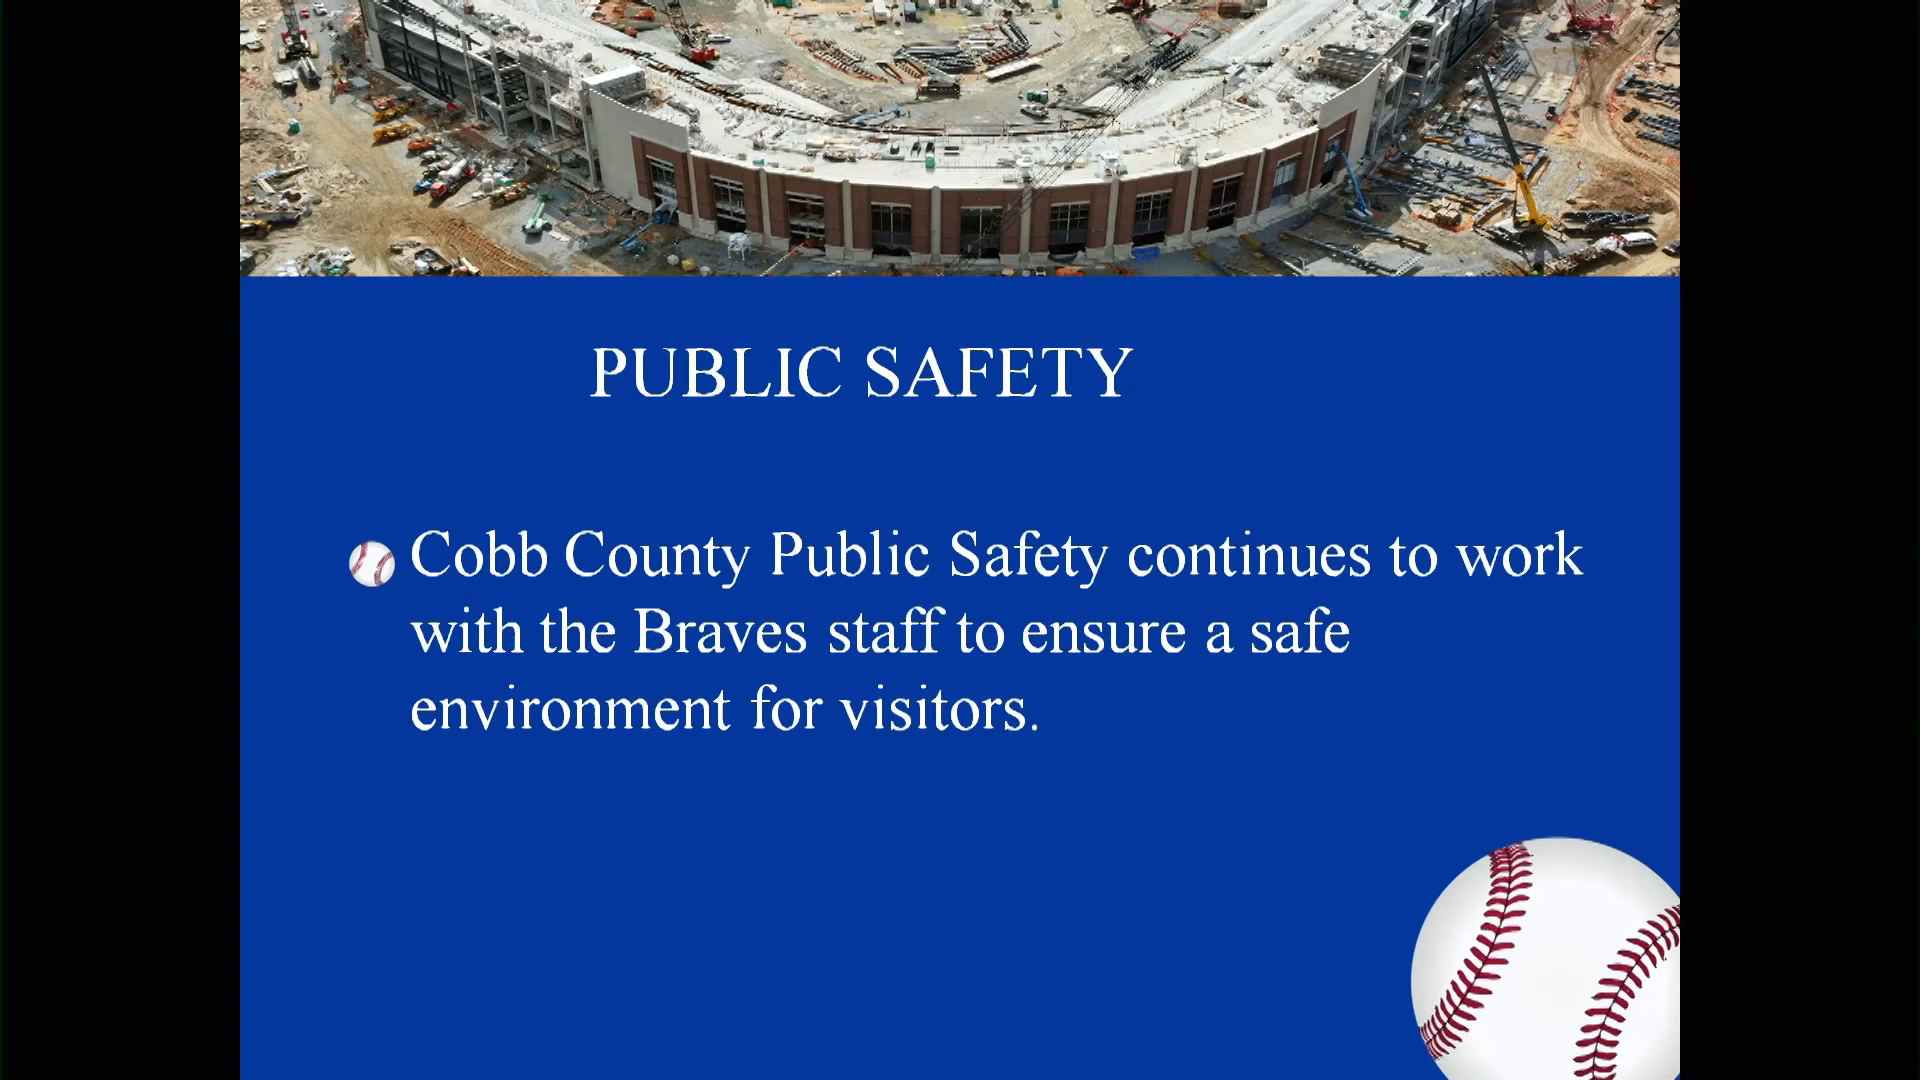 PUBLIC SAFETY
Cobb County Public Safety continues to work
with the Braves staff to ensure a safe
environment for visitors.